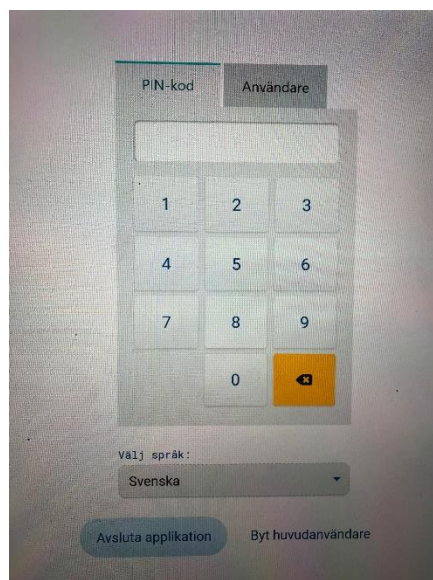 PIN-kod Användare
1 2 3
4 5 6
7 8 9
0
Välj språk:
Svenska
Avsluta applikation Byt huvudanvändare